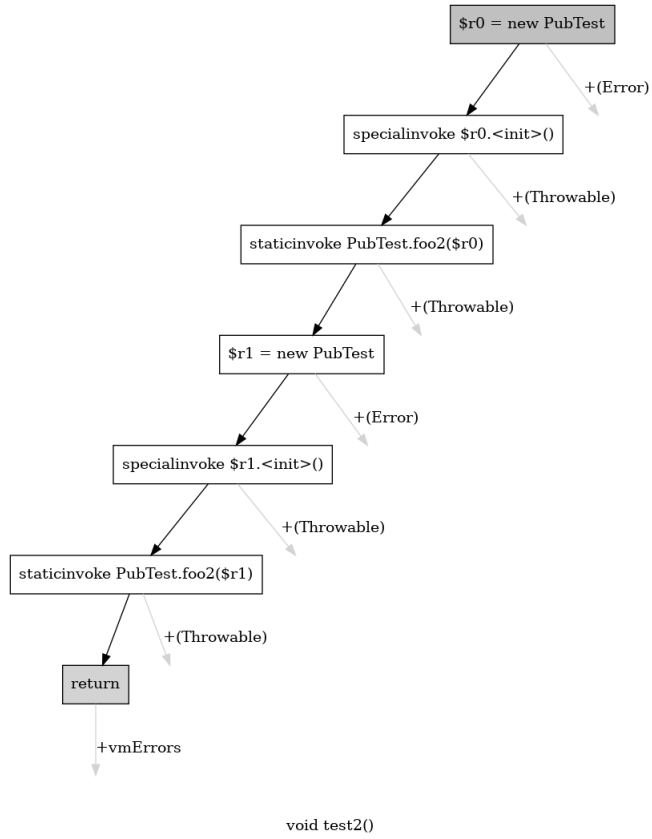 $r0 = new PubTest
+(Error)
specialinvoke $r0.<init>()
+(Throwable)
staticinvoke PubTest.foo2($r0)
+(Throwable)
$r1 = new PubTest
+(Error)
specialinvoke $r1.<init>()
+(Throwable)
staticinvoke PubTest.foo2($r1)
+(Throwable)
return
+vmErrors
void test2()